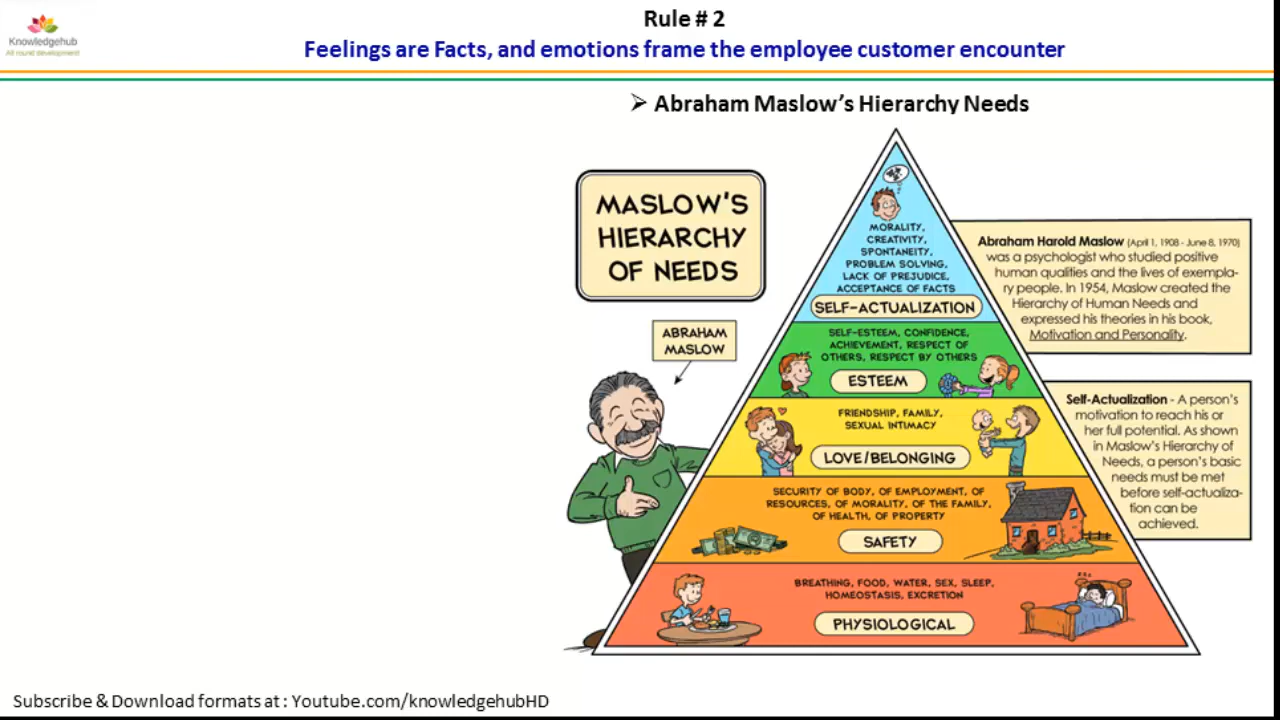 Rule # 2
Knowledgehub
All round development!
Feelings are Facts, and emotions frame the employee customer encounter
➢ Abraham Maslow's Hierarchy Needs
MASLOW'S
HIERARCHY
OF NEEDS
ABRAHAM
MASLOW
MORALITY,
CREATIVITY,
SPONTANEITY,
PROBLEM SOLVING,
LACK OF PREJUDICE,
ACCEPTANCE OF FACTS
SELF-ACTUALIZATION
SELF-ESTEEM, CONFIDENCE,
ACHIEVEMENT, RESPECT OF
OTHERS, RESPECT BY OTHERS
ESTEEM
FRIENDSHIP, FAMILY,
SEXUAL INTIMACY
LOVE/BELONGING
SECURITY OF BODY, OF EMPLOYMENT, OF
RESOURCES, OF MORALITY, OF THE FAMILY,
OF HEALTH, OF PROPERTY
SAFETY
BREATHING, FOOD, WATER, SEX, SLEEP,
HOMEOSTASIS, EXCRETION
PHYSIOLOGICAL
Abraham Harold Maslow (April 1, 1908 - June 8, 1970)
was a psychologist who studied positive
human qualities and the lives of exempla-
ry people. In 1954, Maslow created the
Hierarchy of Human Needs and
expressed his theories in his book,
Motivation and Personality.
Self-Actualization - A person's
motivation to reach his or
her full potential. As shown
in Maslow's Hierarchy of
Needs, a person's basic
needs must be met
before self-actualiza-
tion can be
achieved.
Subscribe & Download formats at : Youtube.com/knowledgehubHD